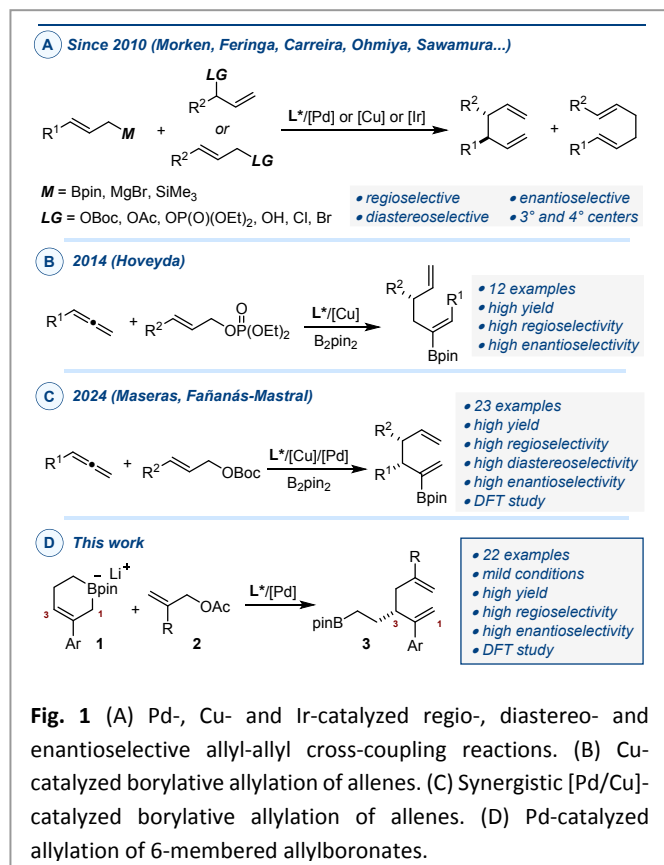 A Since 2010 (Morken, Feringa, Carreira, Ohmiya, Sawamura...)
LG
R2
R1 M + or L*/[Pd] or [Cu] or [Ir] R2 R1 + R2 R1
R2 LG
M = Bpin, MgBr, SiMe3
LG = OBoc, OAc, OP(O)(OEt)2, OH, Cl, Br
• regioselective • enantioselective
• diastereoselective • 3° and 4° centers
B 2014 (Hoveyda)
R1 + R2 OP(OEt)2 O L*/[Cu] B2pin2 R2 R1 Bpin
• 12 examples
• high yield
• high regioselectivity
• high enantioselectivity
C 2024 (Maseras, Fañanás-Mastral)
R1 + R2 OBoc L*/[Cu]/[Pd] B2pin2 R2 R1 Bpin
• 23 examples
• high yield
• high regioselectivity
• high diastereoselectivity
• high enantioselectivity
• DFT study
D This work
– Li+
Bpin 3 1 Ar + OAc R L*/[Pd] R pinB 3 1 Ar
1 2 3
• 22 examples
• mild conditions
• high yield
• high regioselectivity
• high enantioselectivity
• DFT study
Fig. 1 (A) Pd-, Cu- and Ir-catalyzed regio-, diastereo- and
enantioselective allyl-allyl cross-coupling reactions. (B) Cu-
catalyzed borylative allylation of allenes. (C) Synergistic [Pd/Cu]-
catalyzed borylative allylation of allenes. (D) Pd-catalyzed
allylation of 6-membered allylboronates.